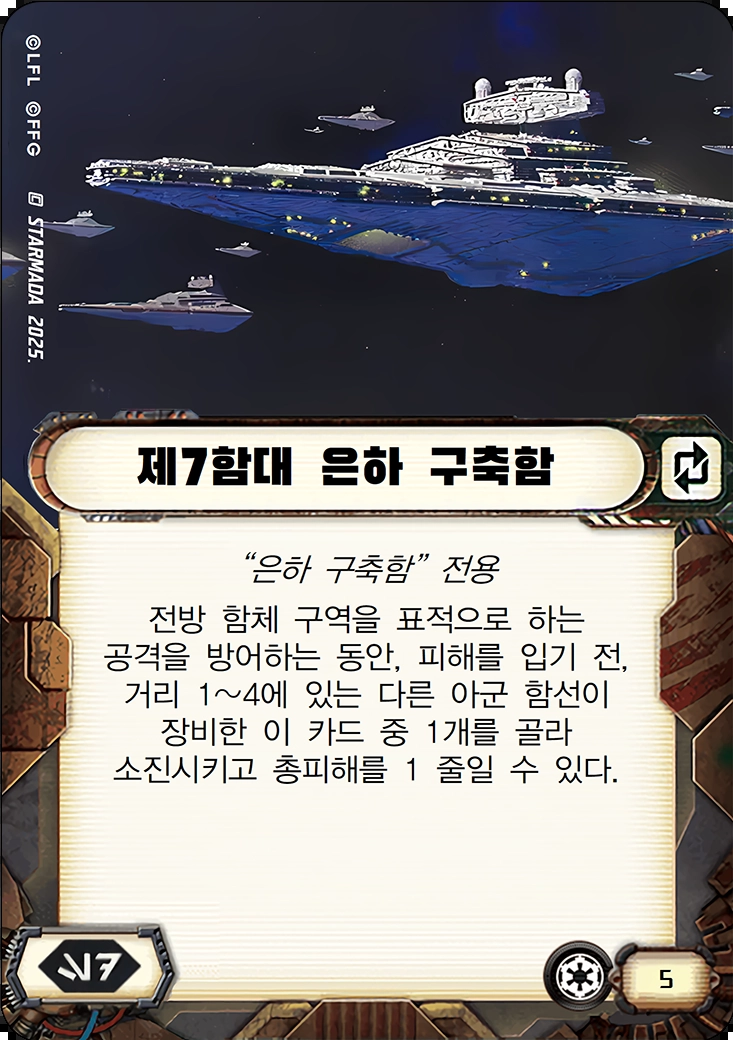 ©LFL ©FFG
STARMADA 2025.
제7함대 은하 구축함
“은하 구축함” 전용
전방 함체 구역을 표적으로 하는
공격을 방어하는 동안, 피해를 입기 전,
거리 1~4에 있는 다른 아군 함선이
장비한 이 카드 중 1개를 골라
소진시키고 총피해를 1 줄일 수 있다.
5